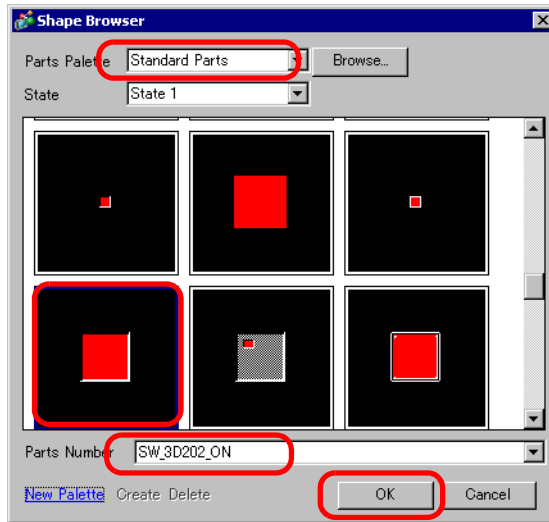 Shape Browser
Parts Palette Standard Parts Browse...
State State 1
Parts Number SW_3D202_ON
New Palette Create Delete OK Cancel